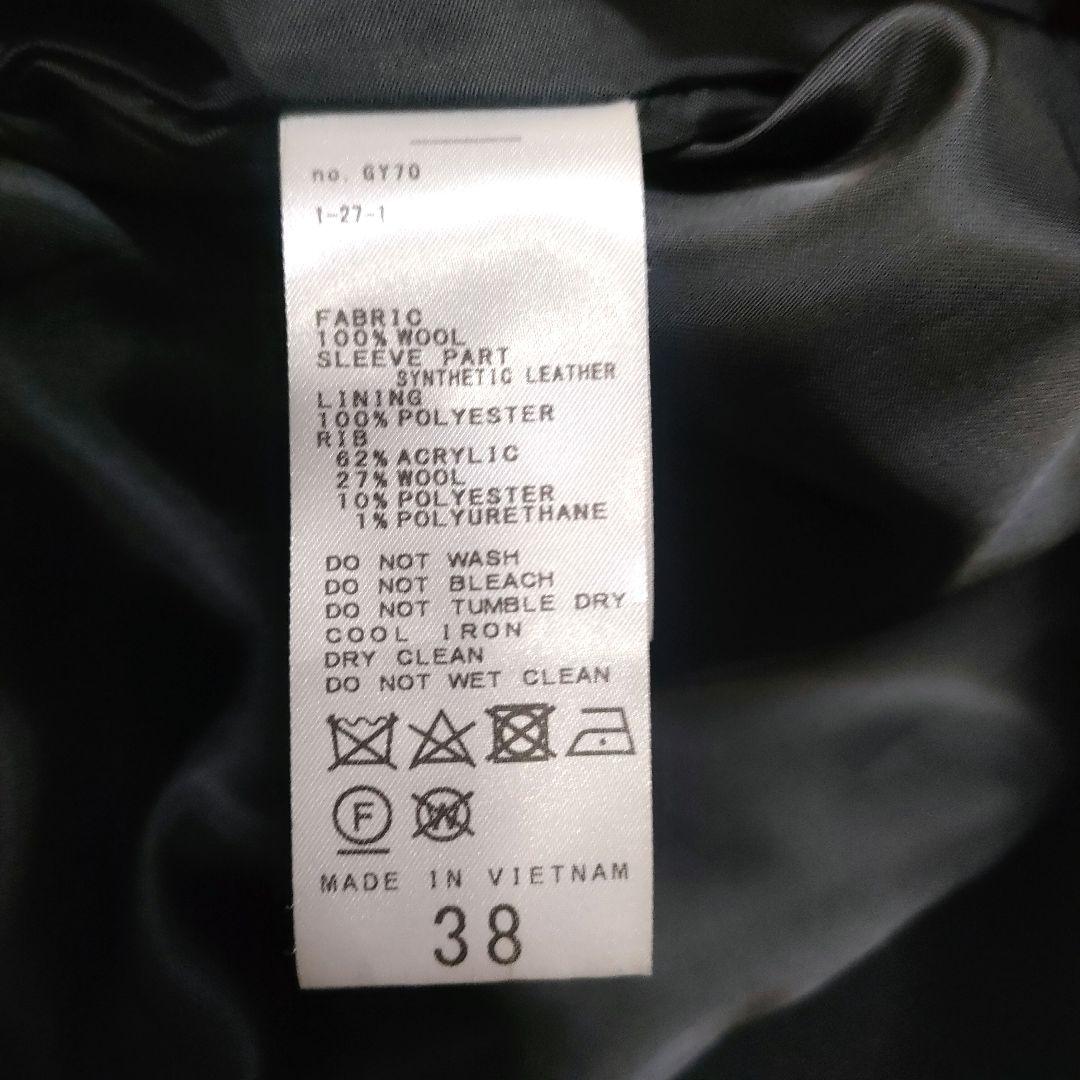 no. GY70
1-27-1
FABRIC
100% WOOL
SLEEVE PART
SYNTHETIC LEATHER
LINING
100% POLYESTER
RIB
62% ACRYLIC
27% WOOL
10% POLYESTER
1% POLYURETHANE
DO NOT WASH
DO NOT BLEACH
DO NOT TUMBLE DRY
COOL IRON
DRY CLEAN
DO NOT WET CLEAN
F W
MADE IN VIETNAM
38